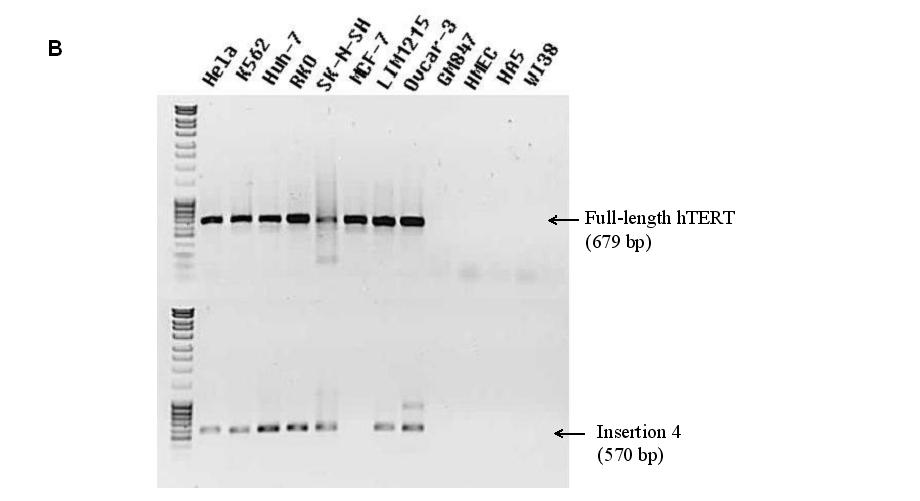 B
Hela K562 Huh-7 RKO SK-N-SH MCF-7 LIM1215 Ovcar-3 GM847 HMEC HA5 WI38
Full-length hTERT
(679 bp)
Insertion 4
(570 bp)